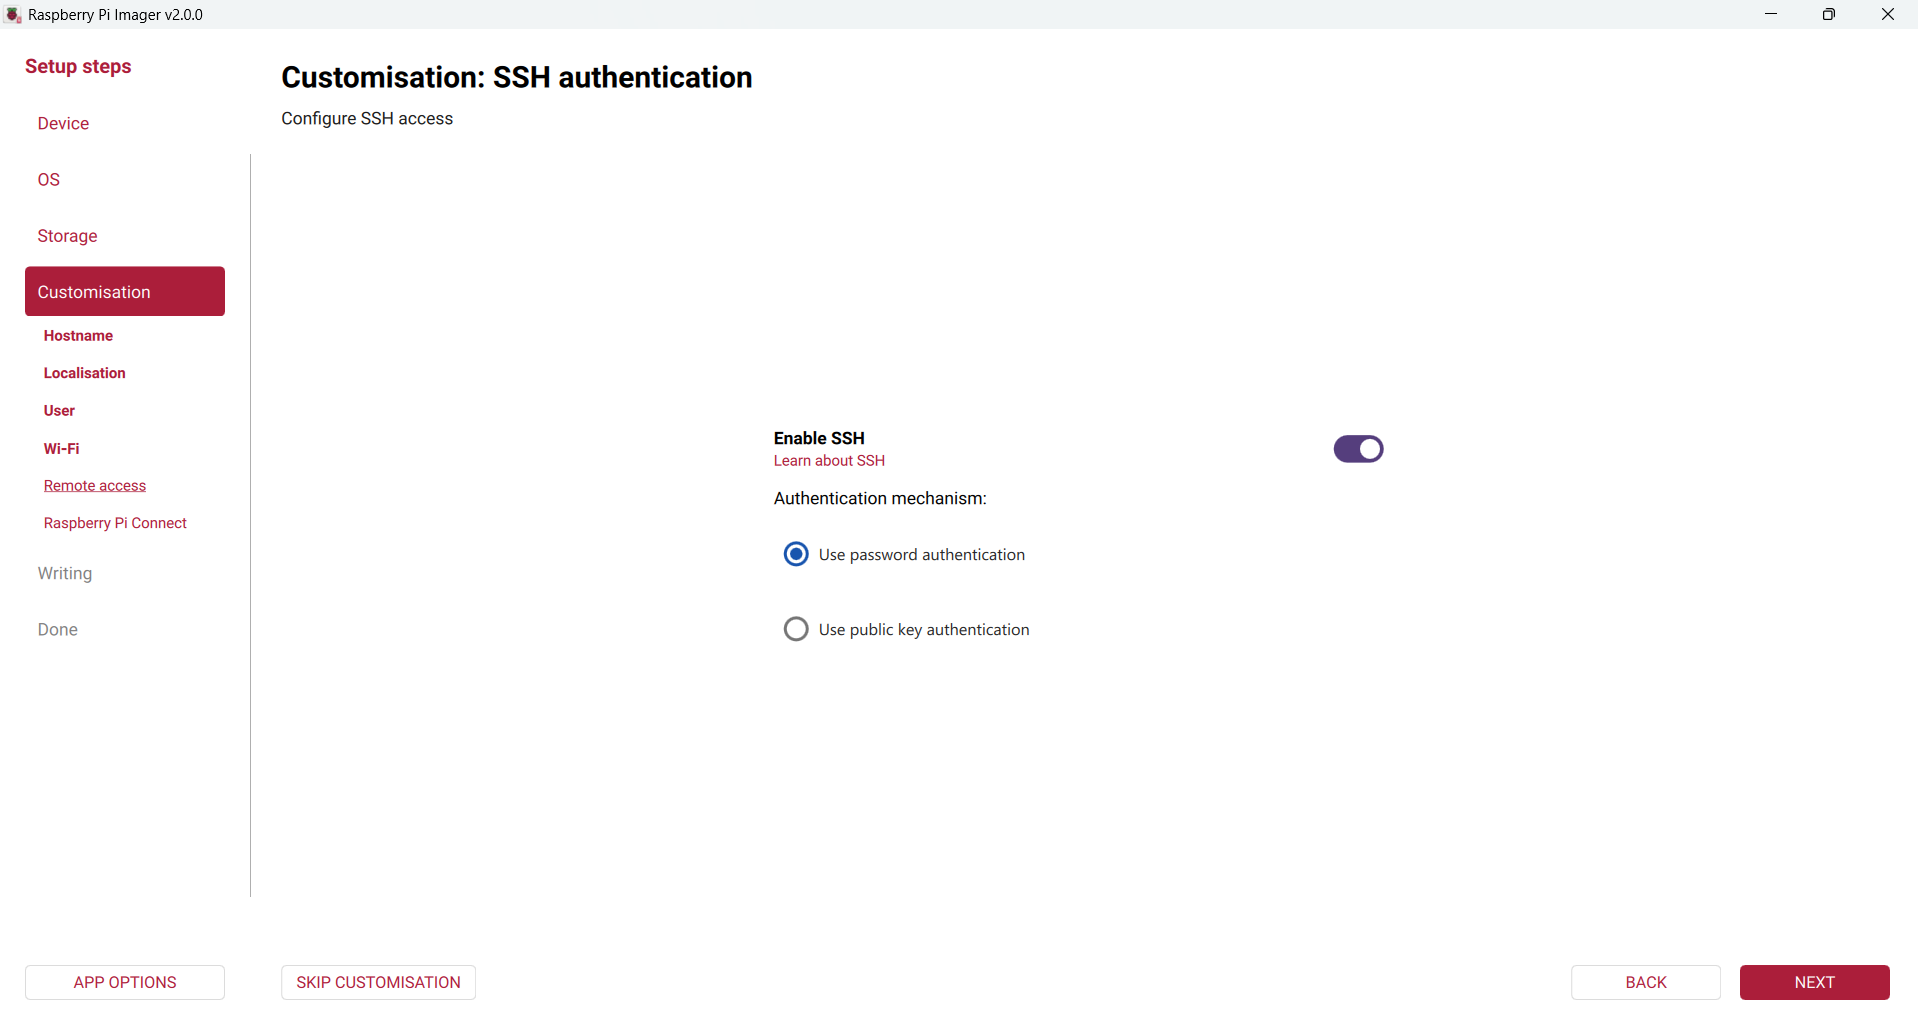 Raspberry Pi Imager v2.0.0
Setup steps
Device
OS
Storage
Customisation
Hostname
Localisation
User
Wi-Fi
Remote access
Raspberry Pi Connect
Writing
Done
APP OPTIONS
Customisation: SSH authentication
Configure SSH access
Enable SSH
Learn about SSH
Authentication mechanism:
Use password authentication
Use public key authentication
SKIP CUSTOMISATION
BACK
NEXT